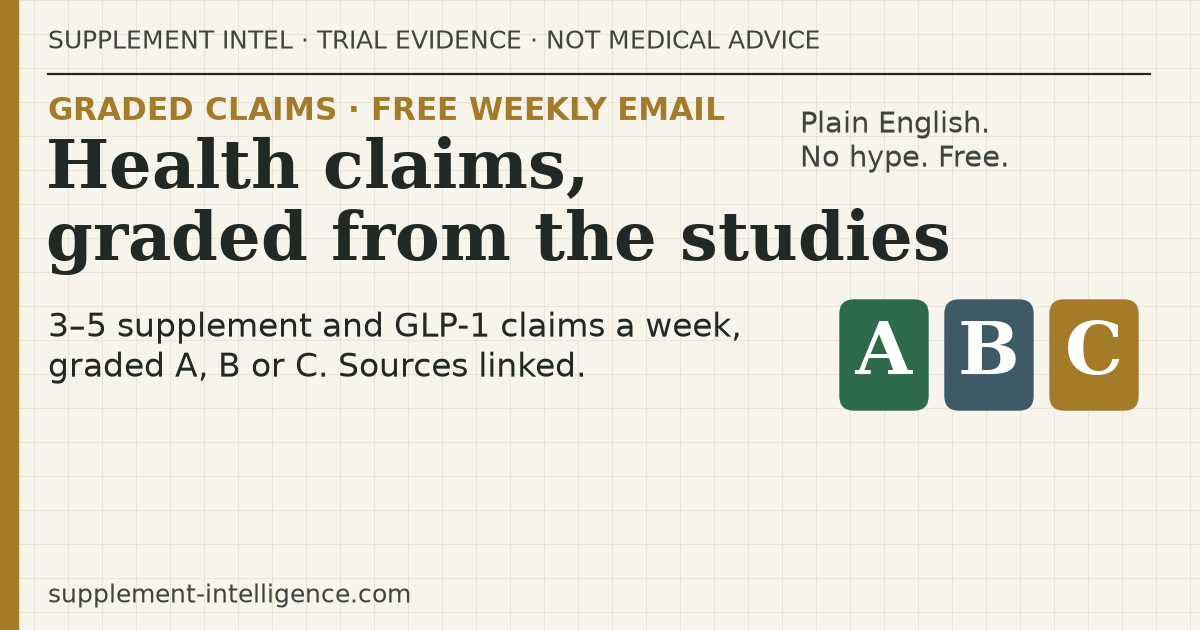 SUPPLEMENT INTEL · TRIAL EVIDENCE · NOT MEDICAL ADVICE
GRADED CLAIMS · FREE WEEKLY EMAIL
Health claims,
graded from the studies
Plain English.
No hype. Free.
3–5 supplement and GLP-1 claims a week,
graded A, B or C. Sources linked.
A B C
supplement-intelligence.com